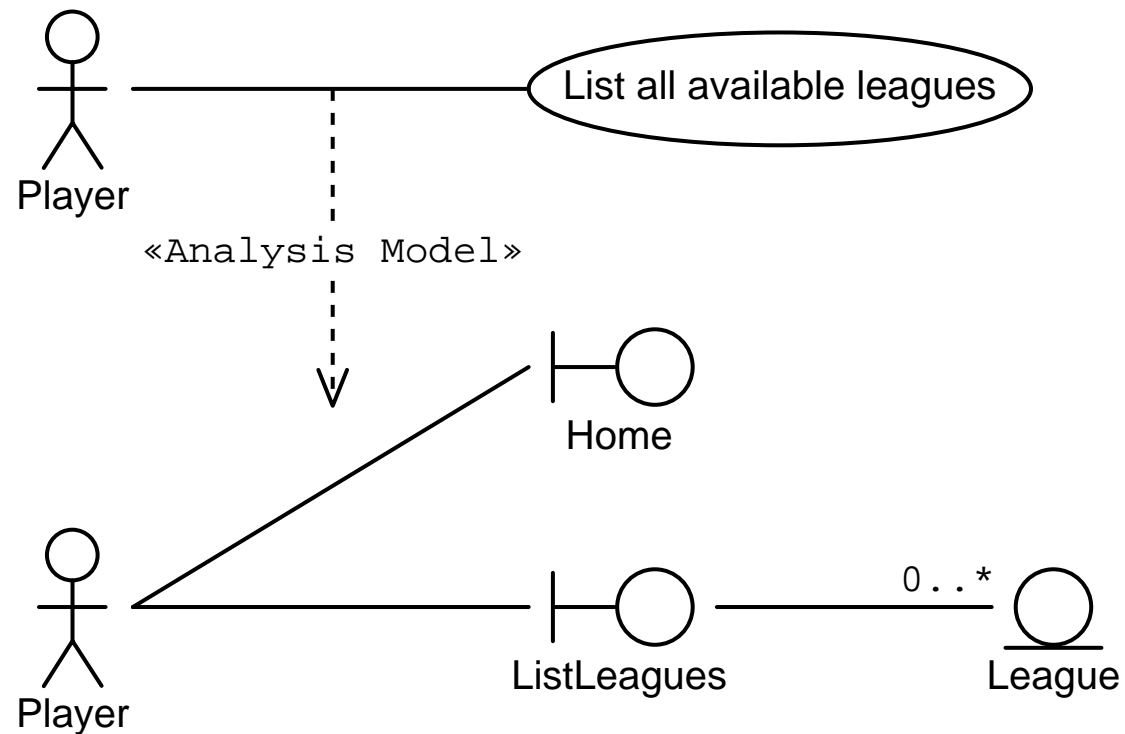 List all available leagues
Player
«Analysis Model»
Home
0..*
ListLeagues
League
Player